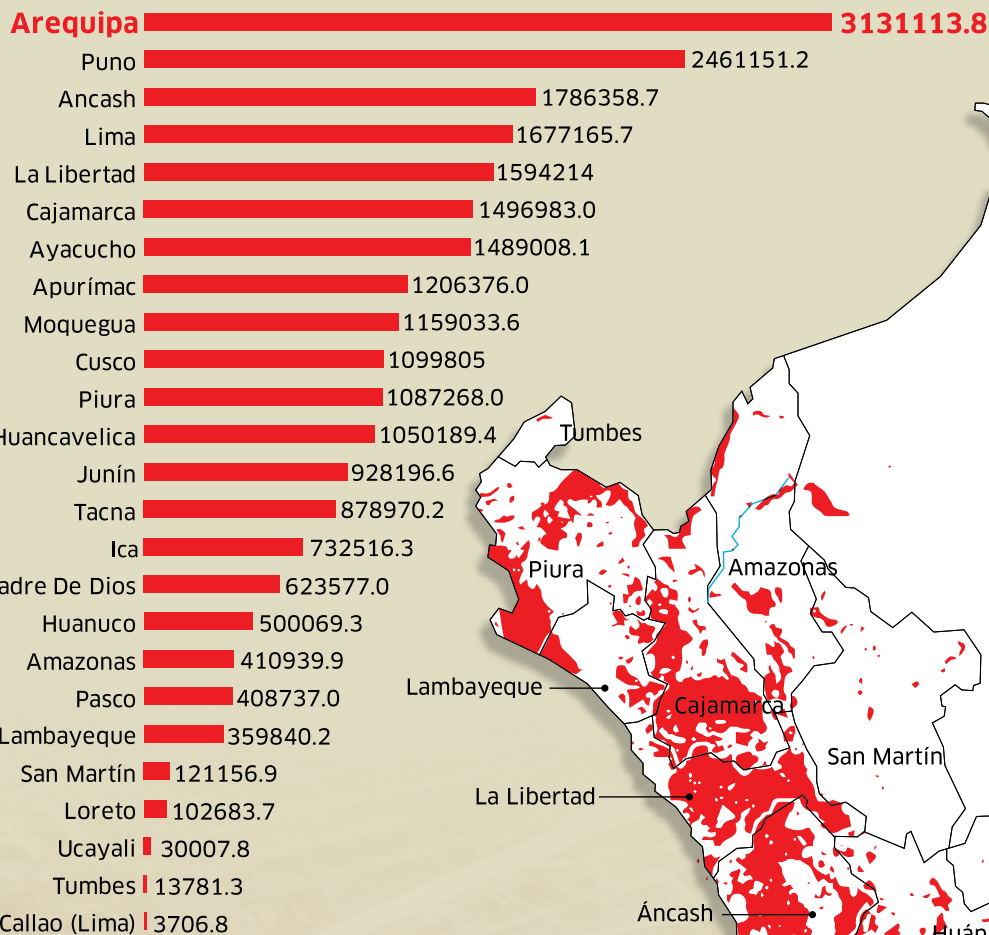 Arequipa 3131113.8
Puno 2461151.2
Ancash 1786358.7
Lima 1677165.7
La Libertad 1594214
Cajamarca 1496983.0
Ayacucho 1489008.1
Apurímac 1206376.0
Moquegua 1159033.6
Cusco 1099805
Piura 1087268.0
Huancavelica 1050189.4
Junín 928196.6
Tacna 878970.2
Ica 732516.3
adre De Dios 623577.0
Huanuco 500069.3
Amazonas 410939.9
Pasco 408737.0
Lambayeque 359840.2
San Martín 121156.9
Loreto 102683.7
Ucayali 30007.8
Tumbes 13781.3
Callao (Lima) 3706.8
Tumbes
Piura
Amazonas
Lambayeque
Cajamarca
San Martín
La Libertad
Áncash